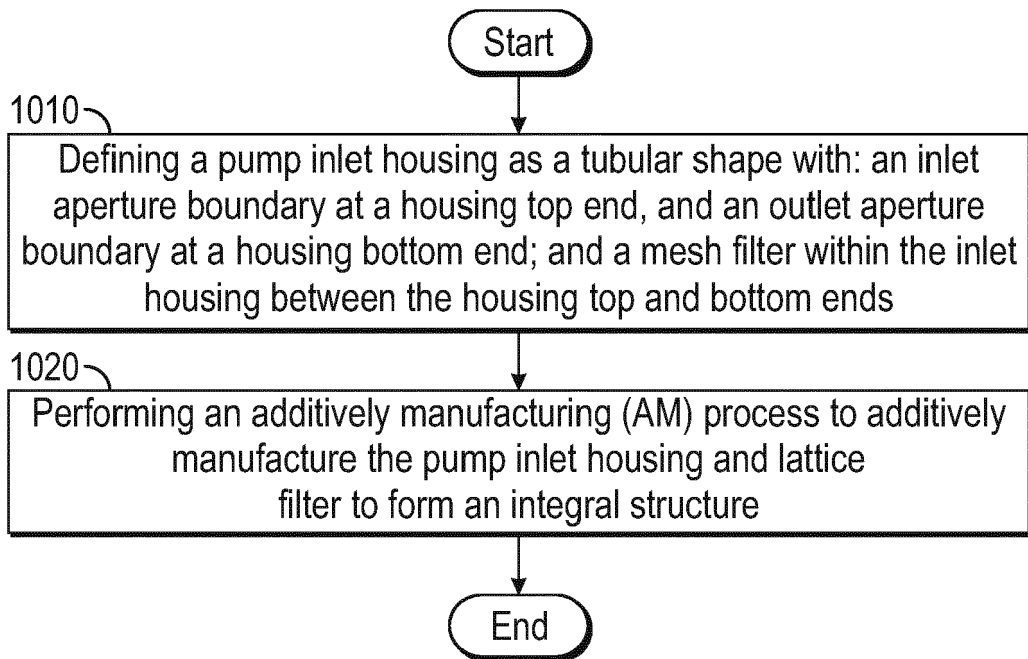 Start
1010
Defining a pump inlet housing as a tubular shape with: an inlet
aperture boundary at a housing top end, and an outlet aperture
boundary at a housing bottom end; and a mesh filter within the inlet
housing between the housing top and bottom ends
1020
Performing an additively manufacturing (AM) process to additively
manufacture the pump inlet housing and lattice
filter to form an integral structure
End